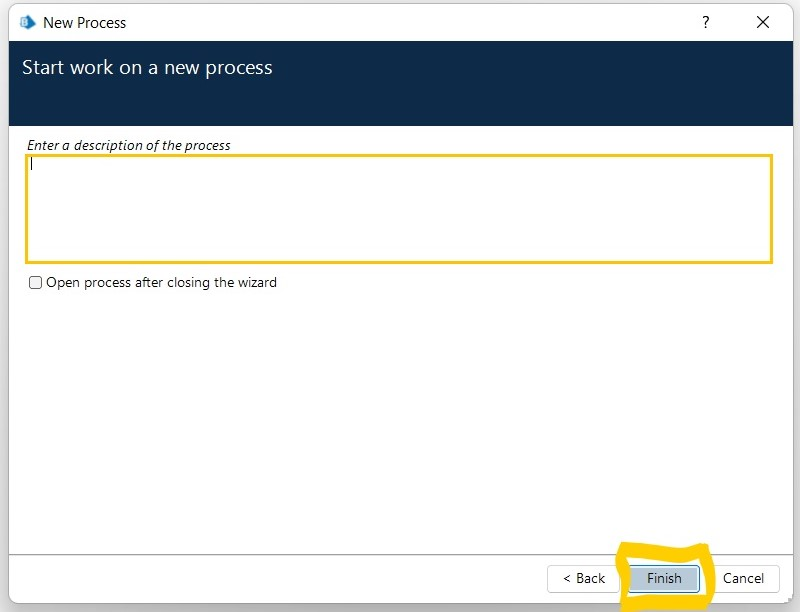 New Process
?
Start work on a new process
Enter a description of the process
Open process after closing the wizard
< Back
Finish
Cancel